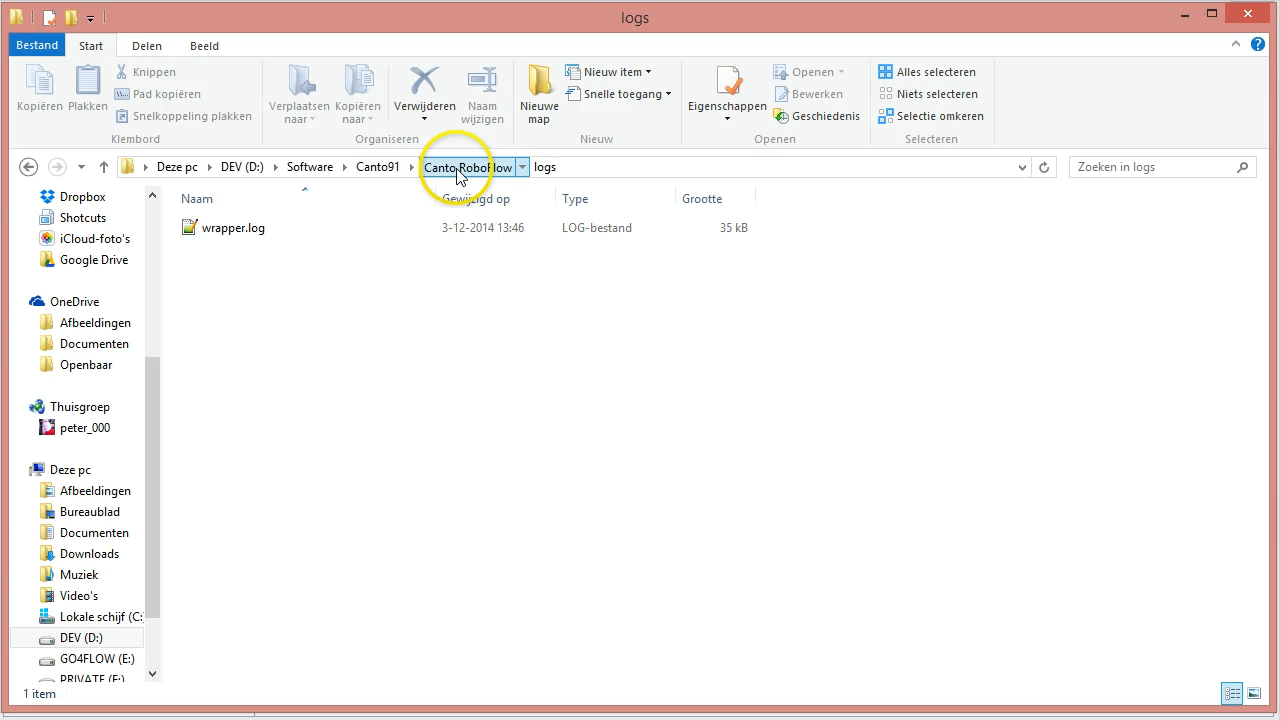 logs
Bestand Start Delen Beeld
Kopiëren Plakken Knippen Pad kopiëren Snelkoppeling plakken
Verplaatsen naar Kopiëren naar Verwijderen Naam wijzigen
Nieuwe map Nieuw item Snelle toegang
Eigenschappen Openen Bewerken Geschiedenis
Alles selecteren Niets selecteren Selectie omkeren
Klembord Organiseren Nieuw Openen Selecteren
Deze pc DEV (D:) Software Canto91 Canto RoboFlow logs Zoeken in logs
Naam Gewijzigd op Type Grootte
wrapper.log 3-12-2014 13:46 LOG-bestand 35 kB
Dropbox
Shotcuts
iCloud-foto's
Google Drive
OneDrive
Afbeeldingen
Documenten
Openbaar
Thuisgroep
peter_000
Deze pc
Afbeeldingen
Bureaublad
Documenten
Downloads
Muziek
Video's
Lokale schijf (C:
DEV (D:)
GO4FLOW (E:)
PRIVATE (F:)
1 item